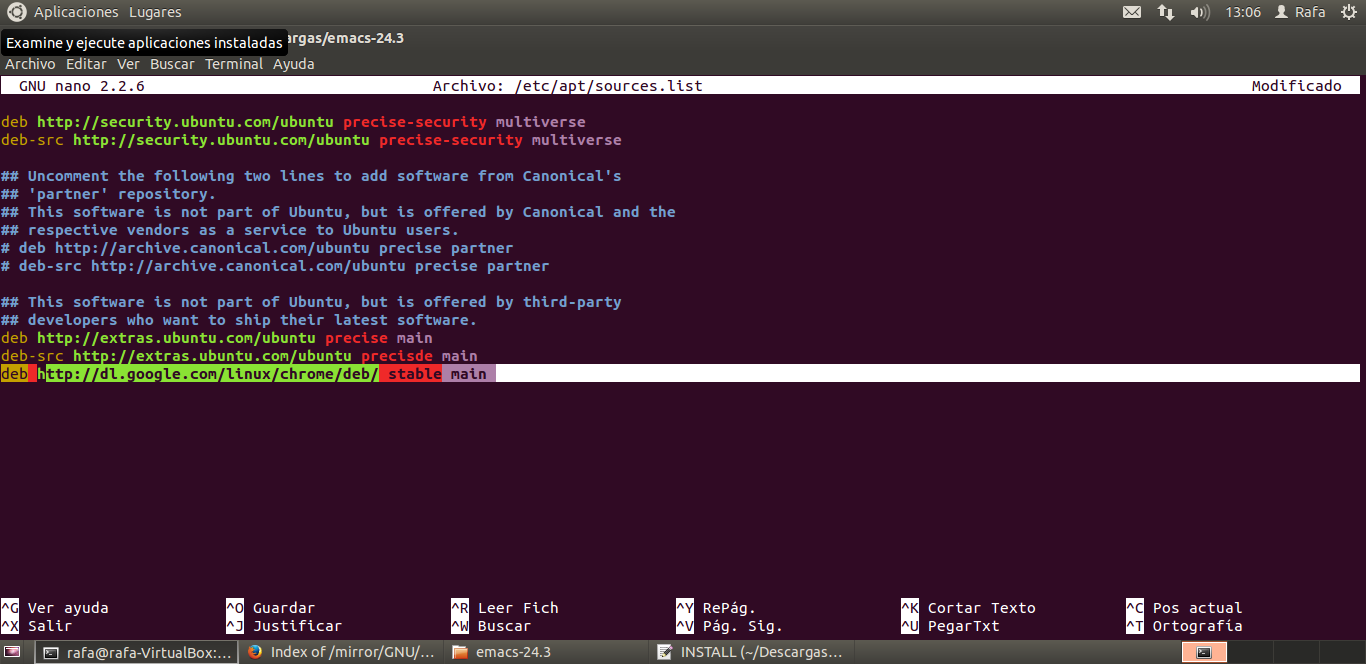 Aplicaciones Lugares 13:06 Rafa
Examine y ejecute aplicaciones instaladas argas/emacs-24.3
Archivo Editar Ver Buscar Terminal Ayuda
GNU nano 2.2.6 Archivo: /etc/apt/sources.list Modificado
deb http://security.ubuntu.com/ubuntu precise-security multiverse
deb-src http://security.ubuntu.com/ubuntu precise-security multiverse
## Uncomment the following two lines to add software from Canonical's
## 'partner' repository.
## This software is not part of Ubuntu, but is offered by Canonical and the
## respective vendors as a service to Ubuntu users.
# deb http://archive.canonical.com/ubuntu precise partner
# deb-src http://archive.canonical.com/ubuntu precise partner
## This software is not part of Ubuntu, but is offered by third-party
## developers who want to ship their latest software.
deb http://extras.ubuntu.com/ubuntu precise main
deb-src http://extras.ubuntu.com/ubuntu precisde main
deb http://dl.google.com/linux/chrome/deb/ stable main
^G Ver ayuda ^O Guardar ^R Leer Fich ^Y RePág. ^K Cortar Texto ^C Pos actual
^X Salir ^J Justificar ^W Buscar ^V Pág. Sig. ^U PegarTxt ^T Ortografía
rafa@rafa-VirtualBox:... Index of /mirror/GNU/... emacs-24.3 INSTALL (~/Descargas...